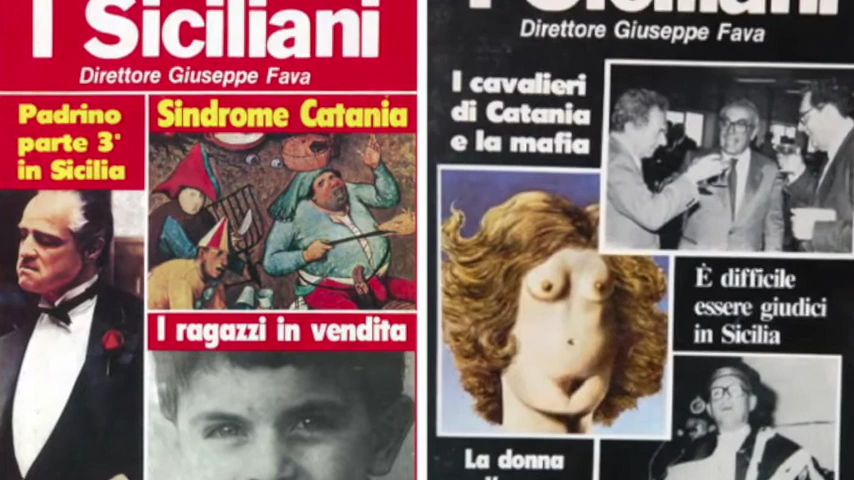 I Siciliani
Direttore Giuseppe Fava
Padrino
parte 3ª
in Sicilia
Sindrome Catania
I ragazzi in vendita
I Siciliani
Direttore Giuseppe Fava
I cavalieri
di Catania
e la mafia
È difficile
essere giudici
in Sicilia
La donna